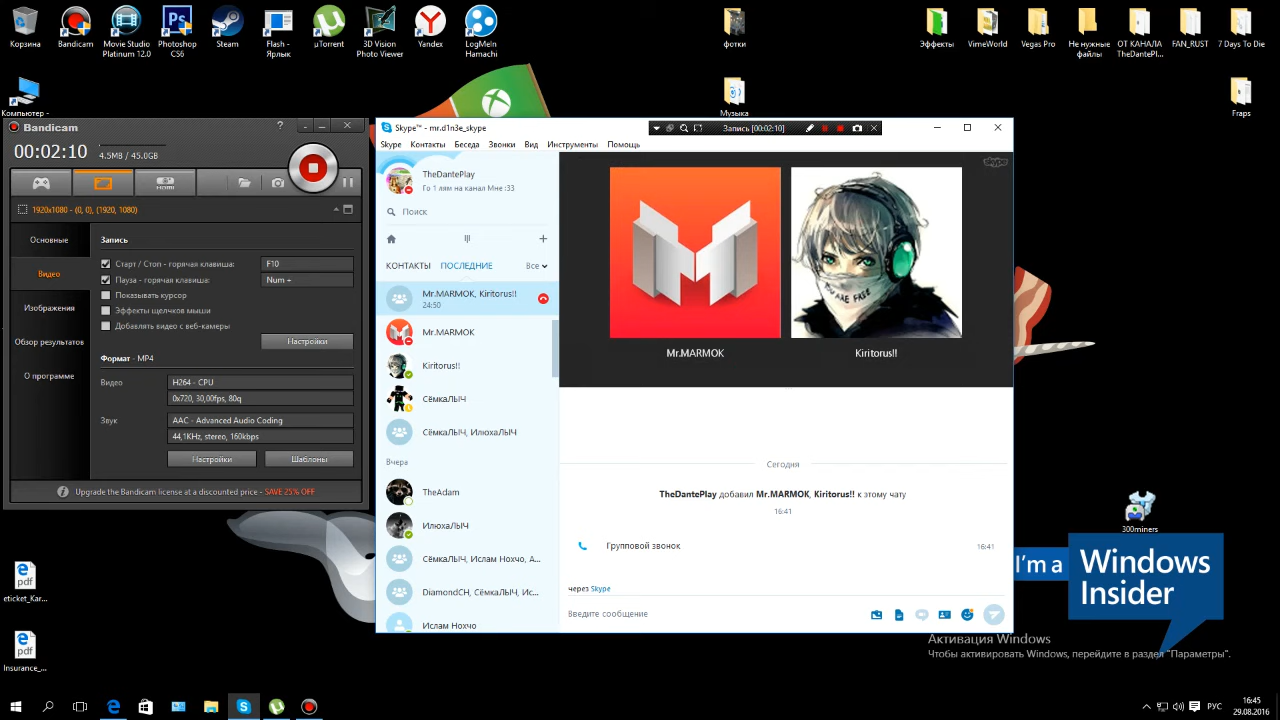 Корзина
Bandicam
Movie Studio
Platinum 12.0
Photoshop
CS6
Steam
Flash -
Ярлык
µTorrent
3D Vision
Photo Viewer
Yandex
LogMeIn
Hamachi
фотки
Эффекты
VimeWorld
Vegas Pro
Не нужные
файлы
ОТ КАНАЛА
TheDantePl...
FAN_RUST
7 Days To Die
Компьютер -
Музыка
Fraps
Bandicam
00:02:10
4.5MB / 45.0GB
HDMI
1920x1080 - (0, 0), (1920, 1080)
Основные
Видео
Изображения
Обзор результатов
О программе
Запись
Старт / Стоп - горячая клавиша:
F10
Пауза - горячая клавиша:
Num +
Показывать курсор
Эффекты щелчков мыши
Добавлять видео с веб-камеры
Настройки
Формат - MP4
Видео
H264 - CPU
0x720, 30,00fps, 80q
Звук
AAC - Advanced Audio Coding
44,1KHz, stereo, 160kbps
Настройки
Шаблоны
Upgrade the Bandicam license at a discounted price - SAVE 25% OFF
Skype™ - mr.d1n3e_skype
Запись [00:02:10]
Skype Контакты Беседа Звонки Вид Инструменты Помощь
TheDantePlay
Го 1 лям на канал Мне :33
Поиск
КОНТАКТЫ ПОСЛЕДНИЕ Все
Mr.MARMOK, Kiritorus!!
24:50
Mr.MARMOK
Kiritorus!!
СёмкаЛЫЧ
СёмкаЛЫЧ, ИлюхаЛЫЧ
Вчера
TheAdam
ИлюхаЛЫЧ
СёмкаЛЫЧ, Ислам Нохчо, А...
DiamondCH, СёмкаЛЫЧ, Ис...
Ислам Нохчо
skype
WE ARE FREE
Mr.MARMOK
Kiritorus!!
Сегодня
TheDantePlay добавил Mr.MARMOK, Kiritorus!! к этому чату
16:41
Групповой звонок
16:41
через Skype
Введите сообщение
300miners
I'm a
Windows
Insider
Активация Windows
Чтобы активировать Windows, перейдите в раздел "Параметры".
pdf
eticket_Kar...
pdf
Insurance_...
РУС
16:45
29.08.2016